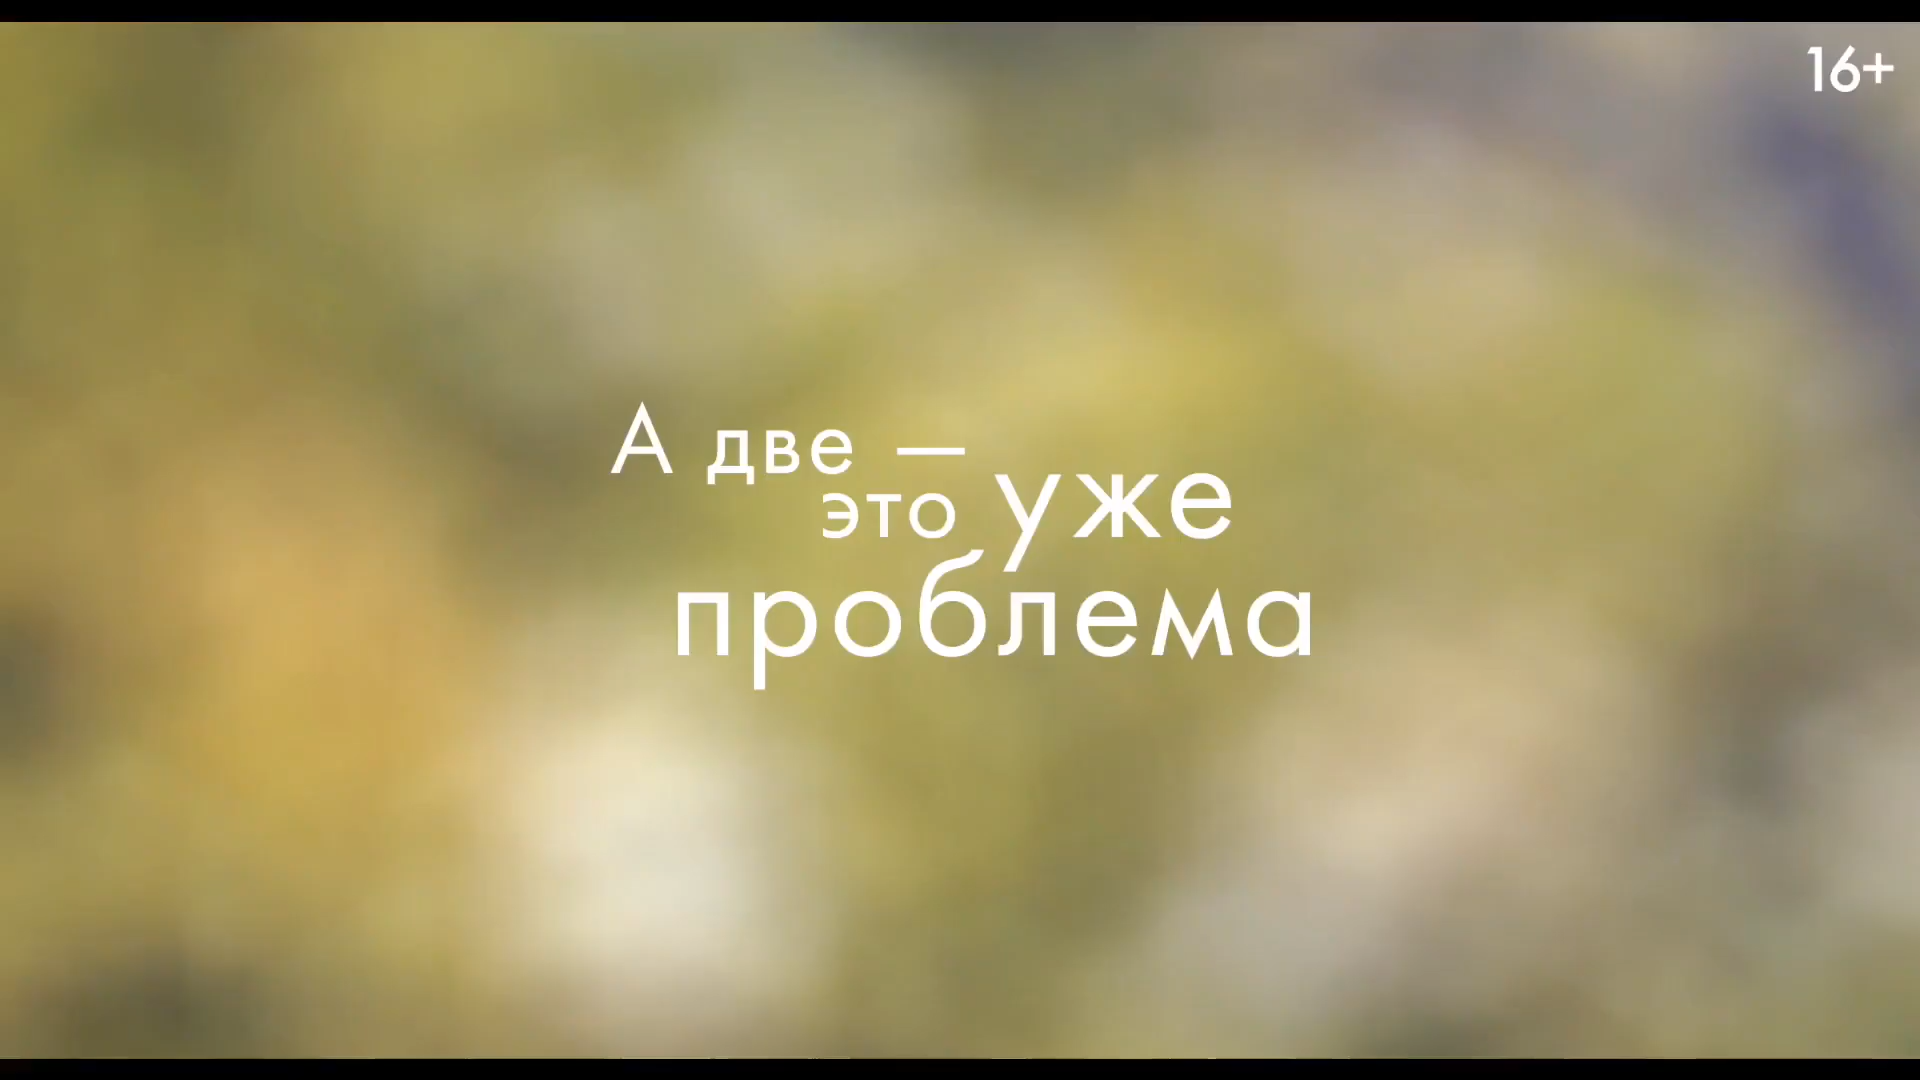 16+
А две —
это уже
проблема